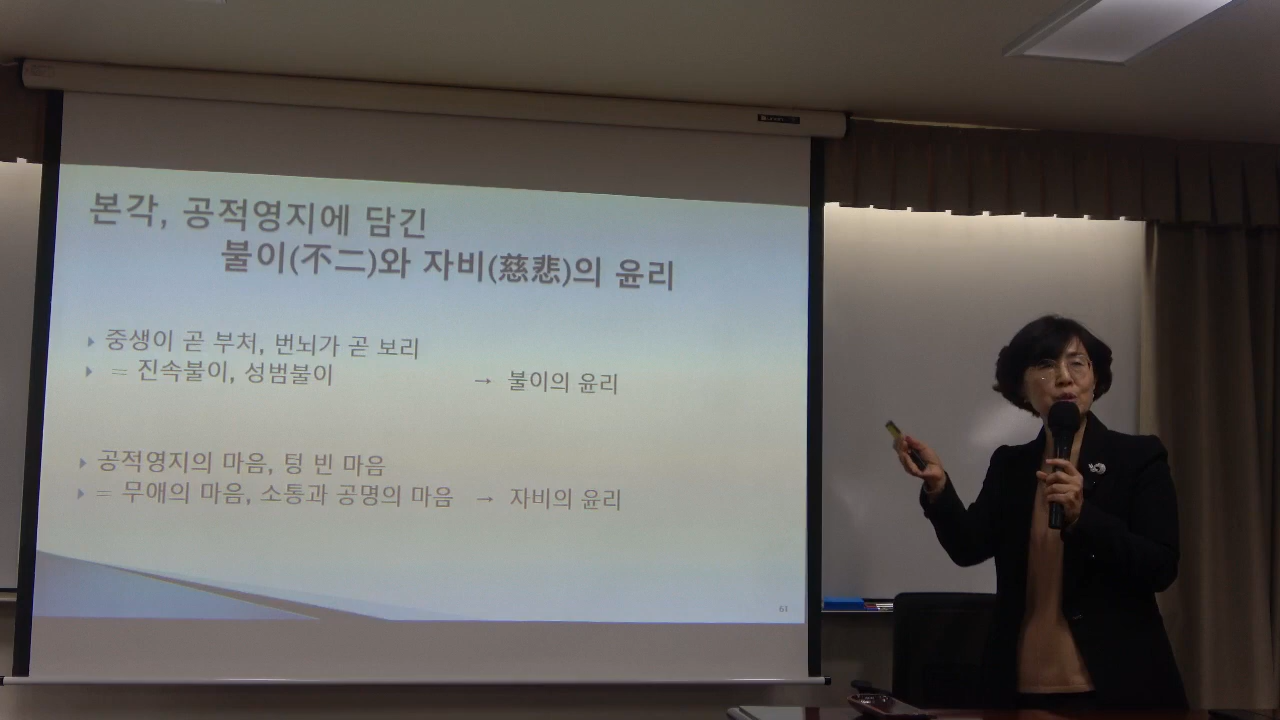 본각, 공적영지에 담긴
불이(不二)와 자비(慈悲)의 윤리
중생이 곧 부처, 번뇌가 곧 보리
= 진속불이, 성범불이 → 불이의 윤리
공적영지의 마음, 텅 빈 마음
= 무애의 마음, 소통과 공명의 마음 → 자비의 윤리
61